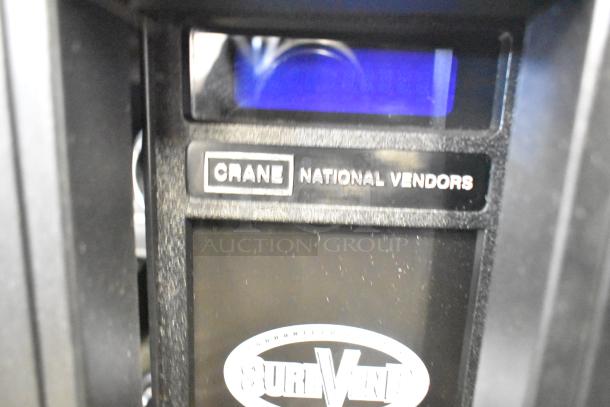 CRANE NATIONAL VENDORS
AUCTION GROUP
SUREVEND